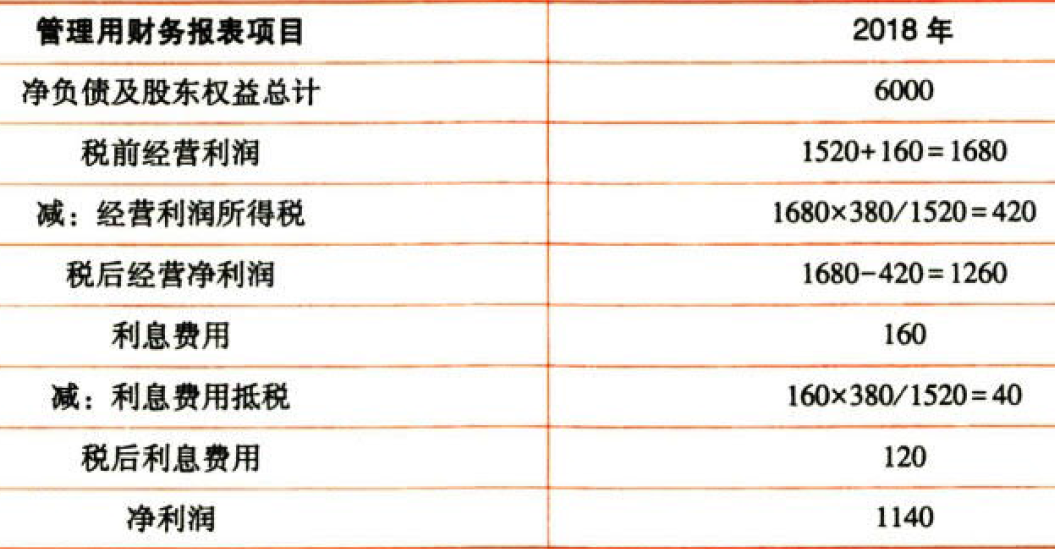 管理用财务报表项目 2018 年
净负债及股东权益总计 6000
税前经营利润 1520+160=1680
减：经营利润所得税 1680×380/1520=420
税后经营净利润 1680-420=1260
利息费用 160
减：利息费用抵税 160×380/1520=40
税后利息费用 120
净利润 1140